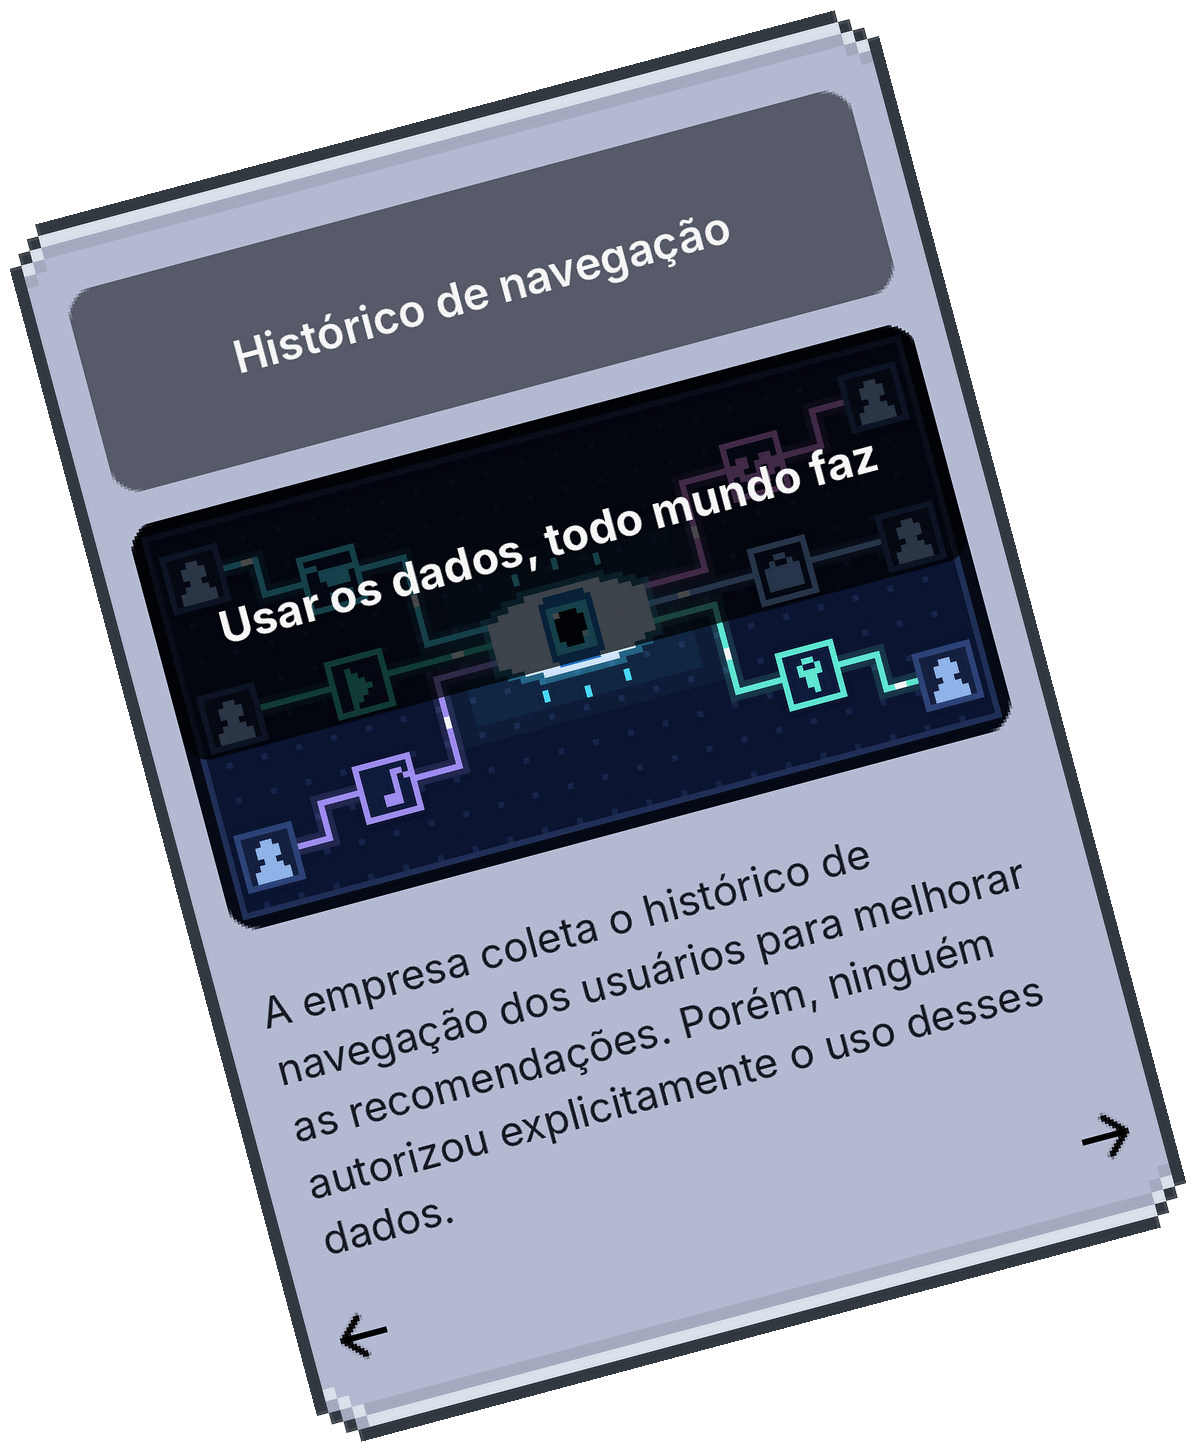 Histórico de navegação
Usar os dados, todo mundo faz
A empresa coleta o histórico de
navegação dos usuários para melhorar
as recomendações. Porém, ninguém
autorizou explicitamente o uso desses
dados.